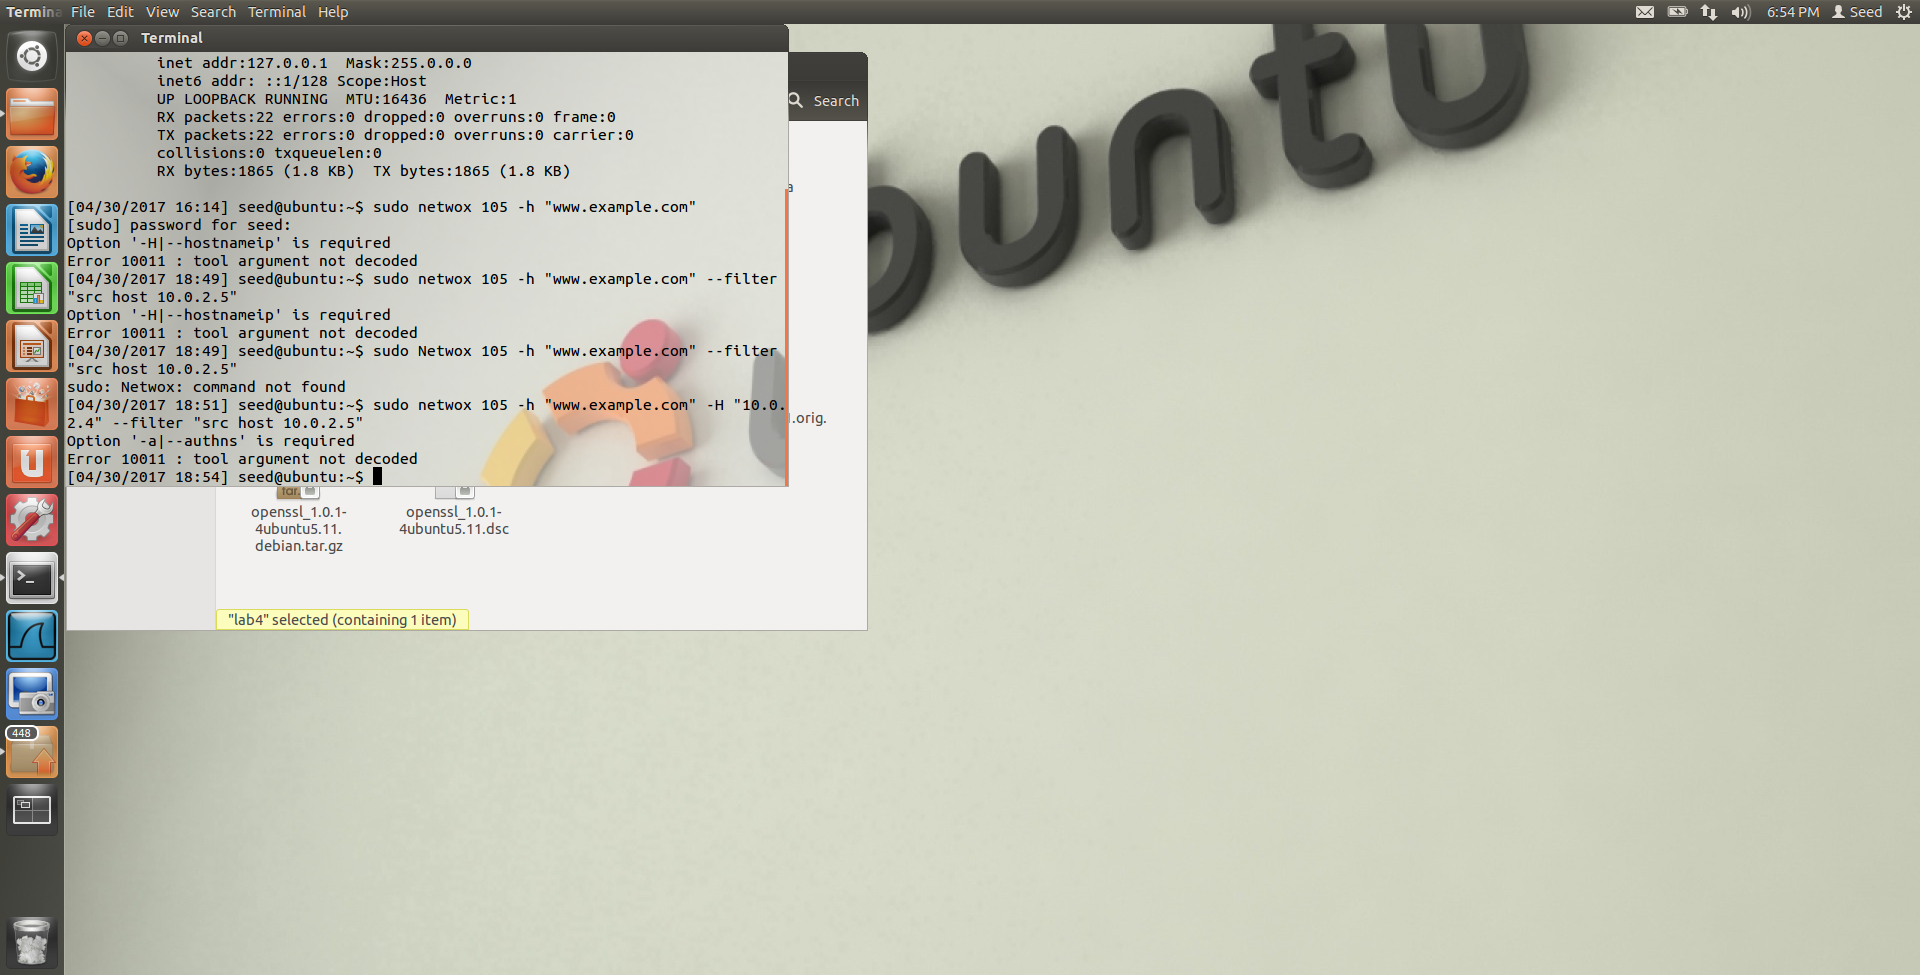 Termina File Edit View Search Terminal Help
6:54 PM Seed
Terminal
inet addr:127.0.0.1  Mask:255.0.0.0
inet6 addr: ::1/128 Scope:Host
UP LOOPBACK RUNNING  MTU:16436  Metric:1
RX packets:22 errors:0 dropped:0 overruns:0 frame:0
TX packets:22 errors:0 dropped:0 overruns:0 carrier:0
collisions:0 txqueuelen:0
RX bytes:1865 (1.8 KB)  TX bytes:1865 (1.8 KB)
[04/30/2017 16:14] seed@ubuntu:~$ sudo netwox 105 -h "www.example.com"
[sudo] password for seed:
Option '-H|--hostnameip' is required
Error 10011 : tool argument not decoded
[04/30/2017 18:49] seed@ubuntu:~$ sudo netwox 105 -h "www.example.com" --filter
"src host 10.0.2.5"
Option '-H|--hostnameip' is required
Error 10011 : tool argument not decoded
[04/30/2017 18:49] seed@ubuntu:~$ sudo Netwox 105 -h "www.example.com" --filter
"src host 10.0.2.5"
sudo: Netwox: command not found
[04/30/2017 18:51] seed@ubuntu:~$ sudo netwox 105 -h "www.example.com" -H "10.0.
2.4" --filter "src host 10.0.2.5"
Option '-a|--authns' is required
Error 10011 : tool argument not decoded
[04/30/2017 18:54] seed@ubuntu:~$
Search
a
1.orig.
tar.
openssl_1.0.1-
4ubuntu5.11.
debian.tar.gz
openssl_1.0.1-
4ubuntu5.11.dsc
"lab4" selected (containing 1 item)
448
ubuntu